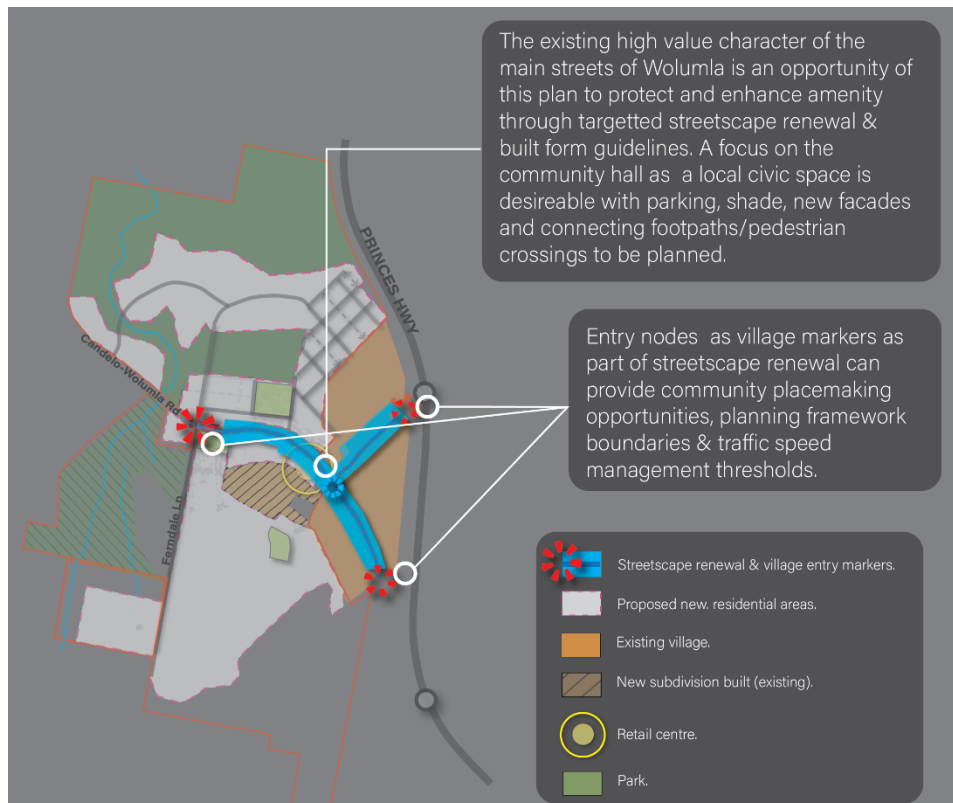 The existing high value character of the
main streets of Wolumla is an opportunity of
this plan to protect and enhance amenity
through targetted streetscape renewal &
built form guidelines. A focus on the
community hall as a local civic space is
desireable with parking, shade, new facades
and connecting footpaths/pedestrian
crossings to be planned.
PRINCES HWY
Candelo-Wolumla Rd
Ferndale Ln
Entry nodes as village markers as
part of streetscape renewal can
provide community placemaking
opportunities, planning framework
boundaries & traffic speed
management thresholds.
Streetscape renewal & village entry markers.
Proposed new. residential areas.
Existing village.
New subdivision built (existing).
Retail centre.
Park.